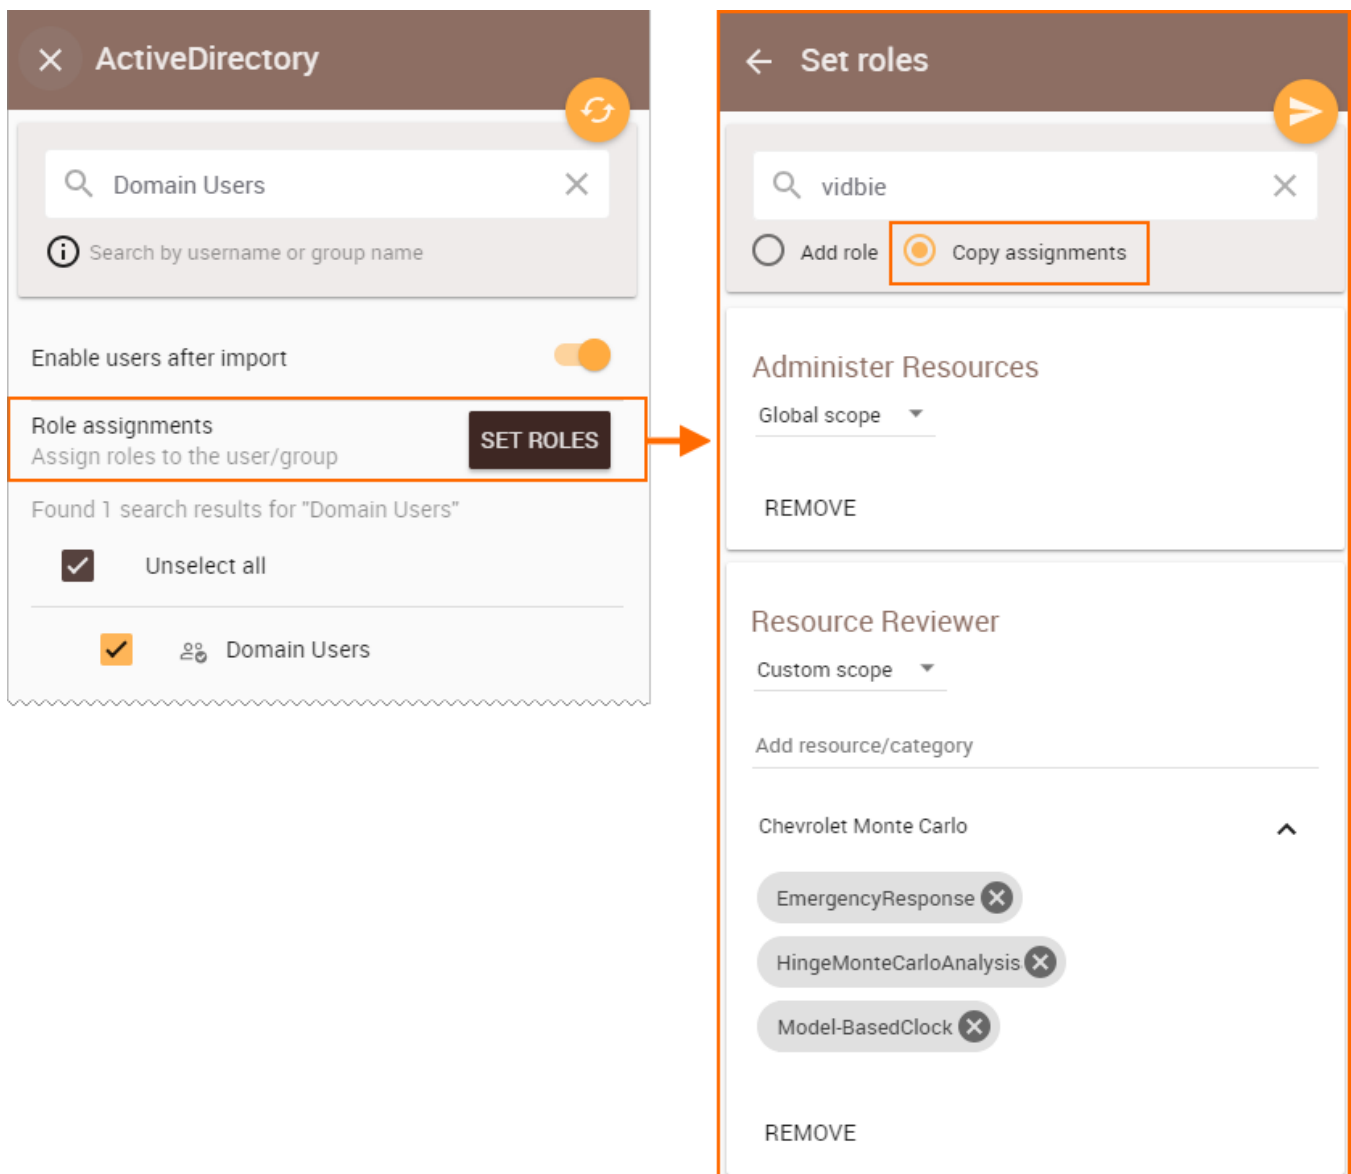 ActiveDirectory
Domain Users
Search by username or group name
Enable users after import
Role assignments
Assign roles to the user/group
SET ROLES
Found 1 search results for "Domain Users"
Unselect all
Domain Users
Set roles
vidbie
Add role
Copy assignments
Administer Resources
Global scope
REMOVE
Resource Reviewer
Custom scope
Add resource/category
Chevrolet Monte Carlo
EmergencyResponse
HingeMonteCarloAnalysis
Model-BasedClock
REMOVE